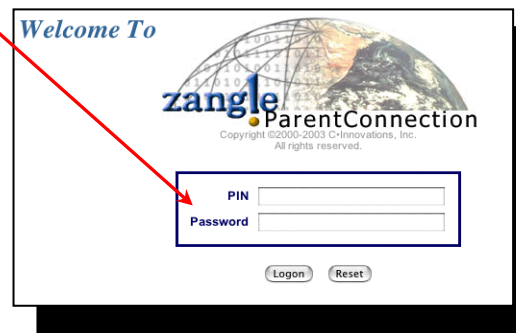 Welcome To
zangle
ParentConnection
Copyright ©2000-2003 C•Innovations, Inc.
All rights reserved.
PIN
Password
Logon Reset